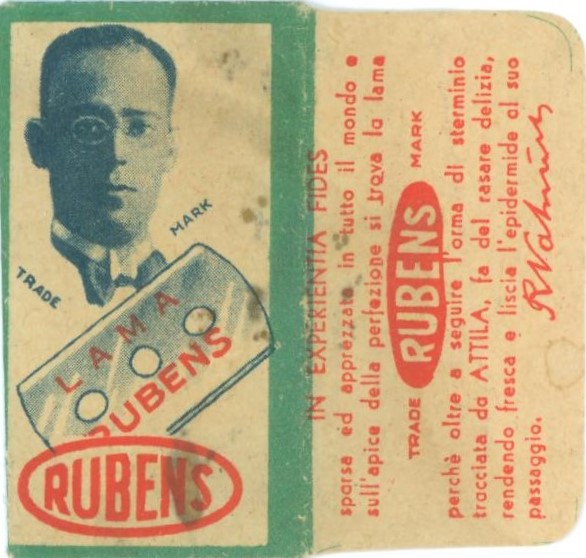 TRADE
MARK
LAMA
RUBENS
RUBENS
IN EXPERIENTIA FIDES
sparsa ed apprezzata in tutto il mondo e
sull'apice della perfezione si trova la lama
TRADE RUBENS MARK
perchè oltre a seguire l'orma di sterminio
tracciata da ATTILA, fa del rasare delizia,
rendendo fresca e liscia l'epidermide al suo
passaggio.